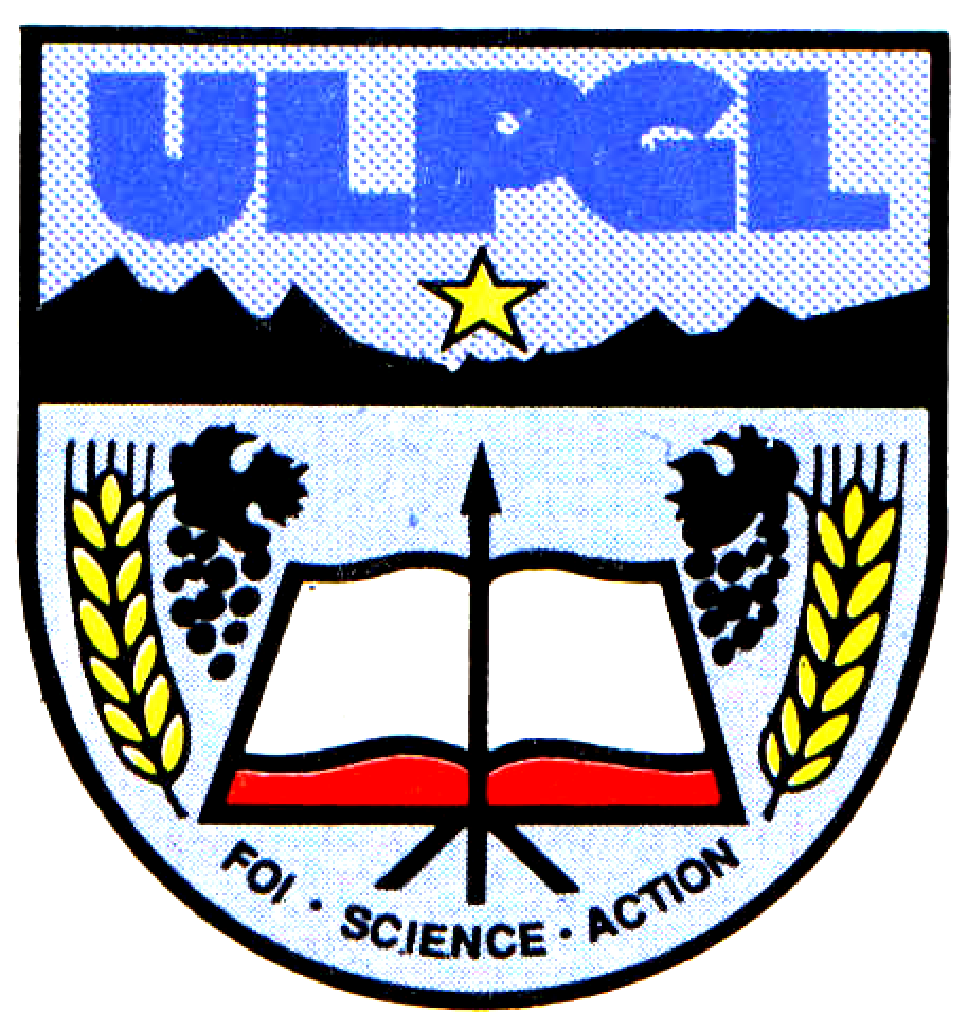 ULPGL
FOI · SCIENCE · ACTION